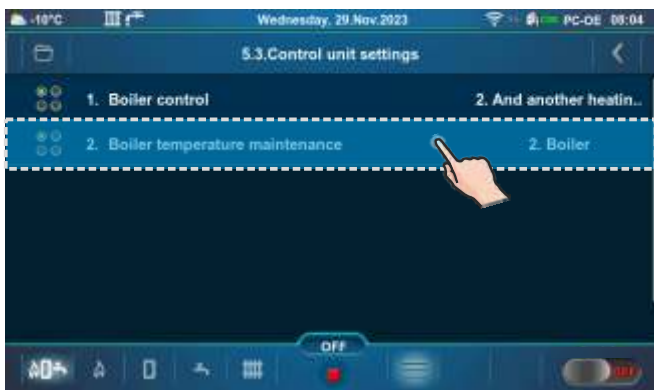 -10°C Wednesday, 29.Nov.2023 PC-OE 08:04
5.3.Control unit settings
1. Boiler control 2. And another heatin..
2. Boiler temperature maintenance 2. Boiler
OFF
OFF